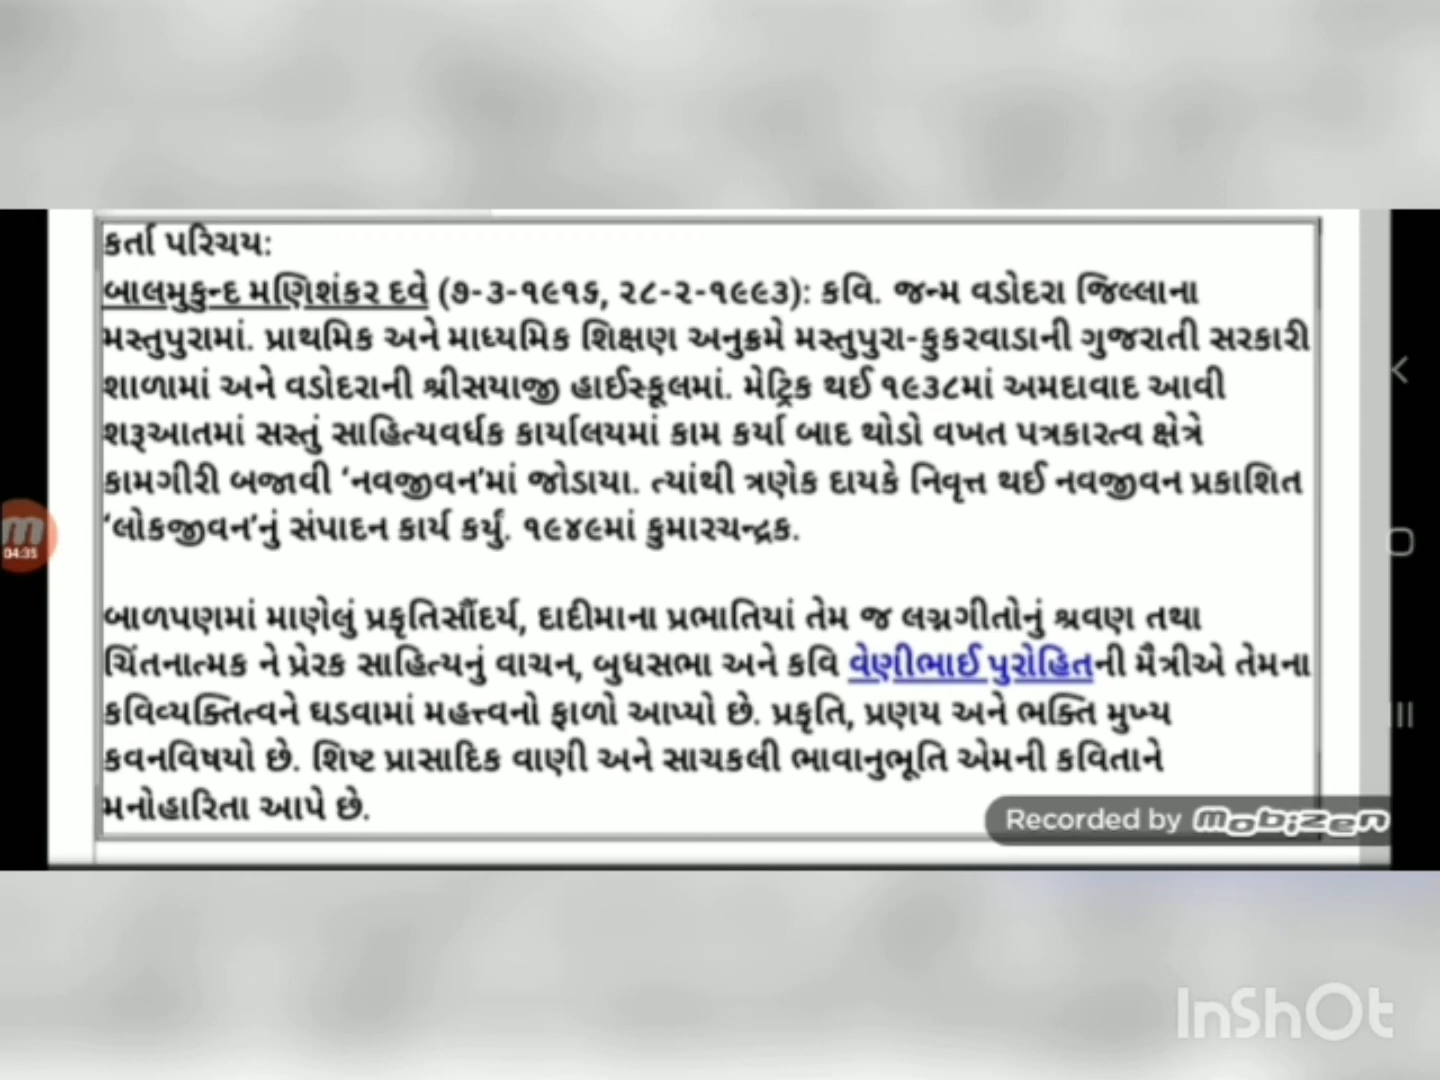 કર્તા પરિચય:
બાલમુકુન્દ મણિશંકર દવે (૭-૩-૧૯૧૬, ૨૮-૨-૧૯૯૩): કવિ. જન્મ વડોદરા જિલ્લાના
મસ્તુપુરામાં. પ્રાથમિક અને માધ્યમિક શિક્ષણ અનુક્રમે મસ્તુપુરા-કુકરવાડાની ગુજરાતી સરકારી
શાળામાં અને વડોદરાની શ્રીસયાજી હાઈસ્કૂલમાં. મેટ્રિક થઈ ૧૯૩૮માં અમદાવાદ આવી
શરૂઆતમાં સસ્તું સાહિત્યવર્ધક કાર્યાલયમાં કામ કર્યા બાદ થોડો વખત પત્રકારત્વ ક્ષેત્રે
કામગીરી બજાવી ‘નવજીવન’માં જોડાયા. ત્યાંથી ત્રણેક દાયકે નિવૃત્ત થઈ નવજીવન પ્રકાશિત
‘લોકજીવન’નું સંપાદન કાર્ય કર્યું. ૧૯૪૯માં કુમારચન્દ્રક.
બાળપણમાં માણેલું પ્રકૃતિસૌંદર્ય, દાદીમાના પ્રભાતિયાં તેમ જ લગ્નગીતોનું શ્રવણ તથા
ચિંતનાત્મક ને પ્રેરક સાહિત્યનું વાચન, બુધસભા અને કવિ વેણીભાઈ પુરોહિતની મૈત્રીએ તેમના
કવિવ્યક્તિત્વને ઘડવામાં મહત્ત્વનો ફાળો આપ્યો છે. પ્રકૃતિ, પ્રણય અને ભક્તિ મુખ્ય
કવનવિષયો છે. શિષ્ટ પ્રાસાદિક વાણી અને સાચકલી ભાવાનુભૂતિ એમની કવિતાને
મનોહારિતા આપે છે.
m
04:35
Recorded by mobizen
InShOt